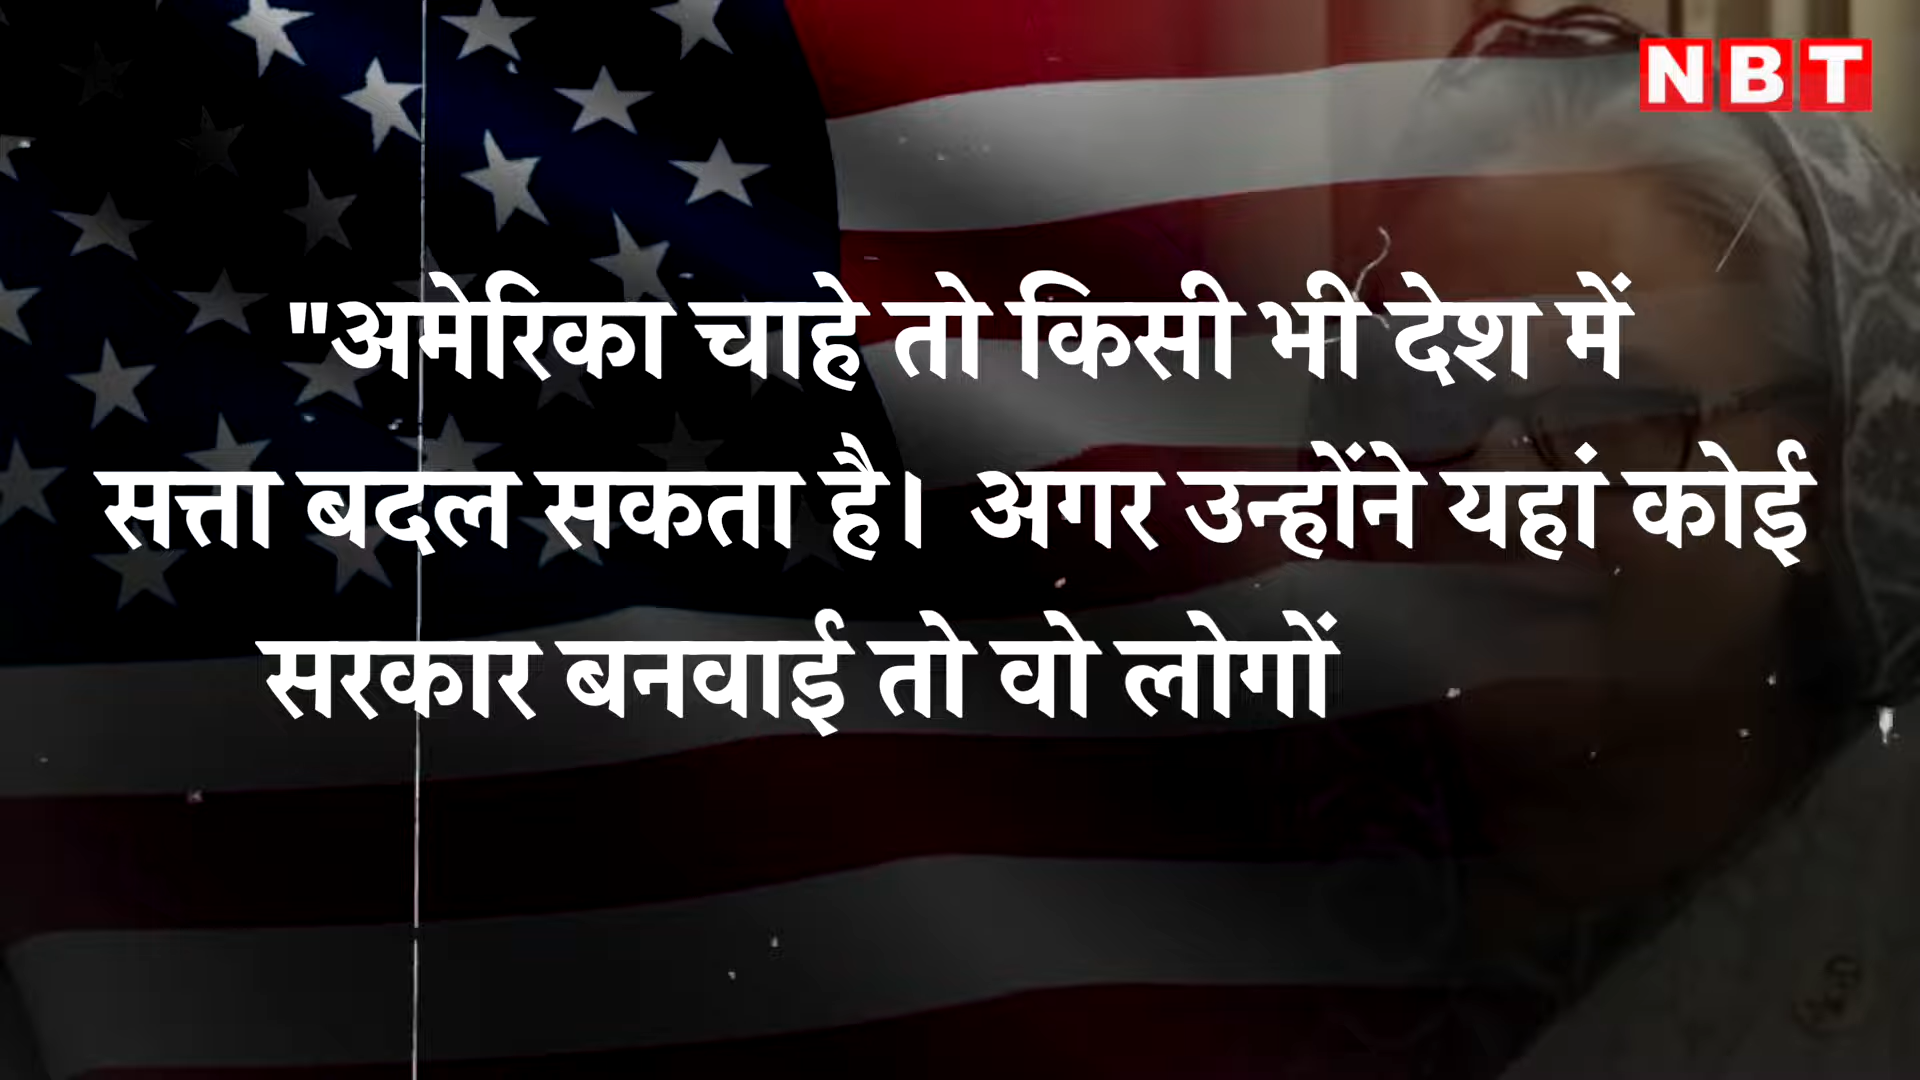 NBT
"अमेरिका चाहे तो किसी भी देश में
सत्ता बदल सकता है। अगर उन्होंने यहां कोई
सरकार बनवाई तो वो लोगों